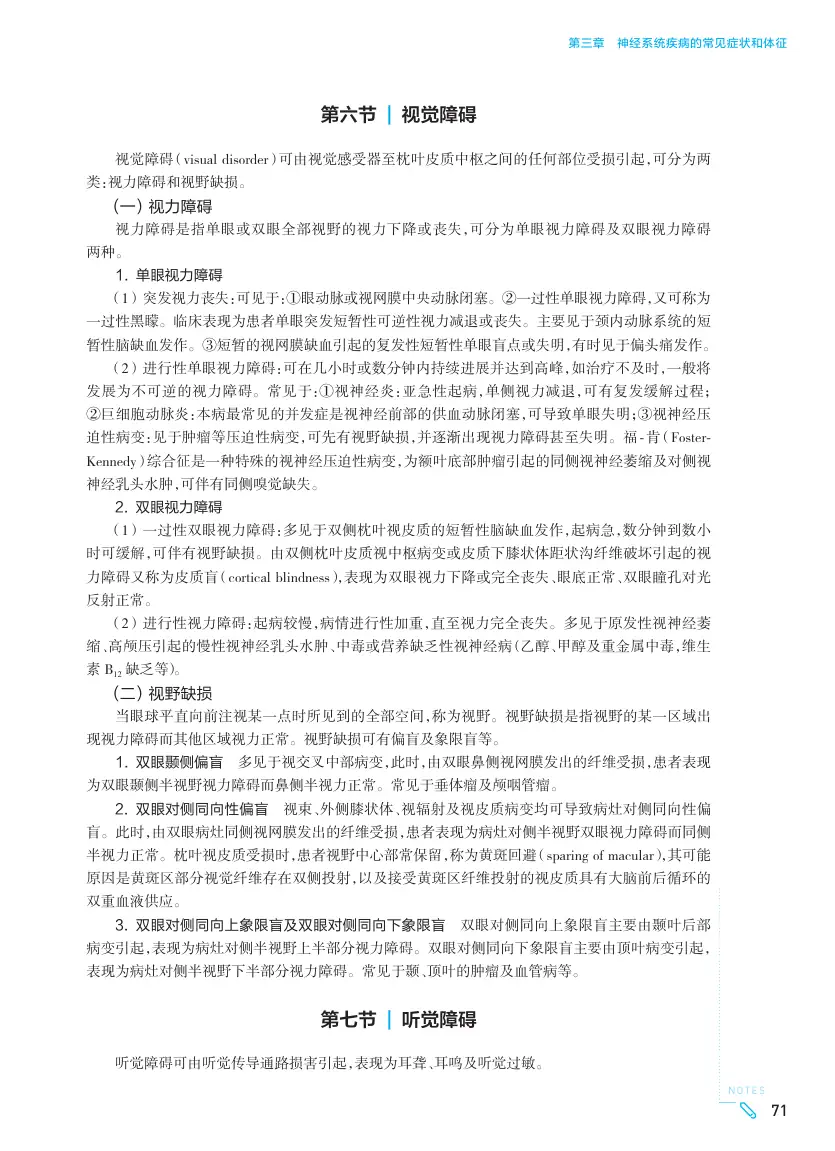 第三章 神经系统疾病的常见症状和体征
第六节 | 视觉障碍
视觉障碍(visual disorder)可由视觉感受器至枕叶皮质中枢之间的任何部位受损引起,可分为两
类:视力障碍和视野缺损。
(一)视力障碍
视力障碍是指单眼或双眼全部视野的视力下降或丧失,可分为单眼视力障碍及双眼视力障碍
两种。
1. 单眼视力障碍
(1)突发视力丧失:可见于:①眼动脉或视网膜中央动脉闭塞。②一过性单眼视力障碍,又可称为
一过性黑矇。临床表现为患者单眼突发短暂性可逆性视力减退或丧失。主要见于颈内动脉系统的短
暂性脑缺血发作。③短暂的视网膜缺血引起的复发性短暂性单眼盲点或失明,有时见于偏头痛发作。
(2)进行性单眼视力障碍:可在几小时或数分钟内持续进展并达到高峰,如治疗不及时,一般将
发展为不可逆的视力障碍。常见于:①视神经炎:亚急性起病,单侧视力减退,可有复发缓解过程;
②巨细胞动脉炎:本病最常见的并发症是视神经前部的供血动脉闭塞,可导致单眼失明;③视神经压
迫性病变:见于肿瘤等压迫性病变,可先有视野缺损,并逐渐出现视力障碍甚至失明。福-肯(Foster-
Kennedy)综合征是一种特殊的视神经压迫性病变,为额叶底部肿瘤引起的同侧视神经萎缩及对侧视
神经乳头水肿,可伴有同侧嗅觉缺失。
2. 双眼视力障碍
(1)一过性双眼视力障碍:多见于双侧枕叶视皮质的短暂性脑缺血发作,起病急,数分钟到数小
时可缓解,可伴有视野缺损。由双侧枕叶皮质视中枢病变或皮质下膝状体距状沟纤维破坏引起的视
力障碍又称为皮质盲(cortical blindness),表现为双眼视力下降或完全丧失、眼底正常、双眼瞳孔对光
反射正常。
(2)进行性视力障碍:起病较慢,病情进行性加重,直至视力完全丧失。多见于原发性视神经萎
缩、高颅压引起的慢性视神经乳头水肿、中毒或营养缺乏性视神经病(乙醇、甲醇及重金属中毒,维生
素 B₁₂ 缺乏等)。
(二)视野缺损
当眼球平直向前注视某一点时所见到的全部空间,称为视野。视野缺损是指视野的某一区域出
现视力障碍而其他区域视力正常。视野缺损可有偏盲及象限盲等。
1. 双眼颞侧偏盲 多见于视交叉中部病变,此时,由双眼鼻侧视网膜发出的纤维受损,患者表现
为双眼颞侧半视野视力障碍而鼻侧半视力正常。常见于垂体瘤及颅咽管瘤。
2. 双眼对侧同向性偏盲 视束、外侧膝状体、视辐射及视皮质病变均可导致病灶对侧同向性偏
盲。此时,由双眼病灶同侧视网膜发出的纤维受损,患者表现为病灶对侧半视野双眼视力障碍而同侧
半视力正常。枕叶视皮质受损时,患者视野中心部常保留,称为黄斑回避(sparing of macular),其可能
原因是黄斑区部分视觉纤维存在双侧投射,以及接受黄斑区纤维投射的视皮质具有大脑前后循环的
双重血液供应。
3. 双眼对侧同向上象限盲及双眼对侧同向下象限盲 双眼对侧同向上象限盲主要由颞叶后部
病变引起,表现为病灶对侧半视野上半部分视力障碍。双眼对侧同向下象限盲主要由顶叶病变引起,
表现为病灶对侧半视野下半部分视力障碍。常见于颞、顶叶的肿瘤及血管病等。
第七节 | 听觉障碍
听觉障碍可由听觉传导通路损害引起,表现为耳聋、耳鸣及听觉过敏。
NOTES
71